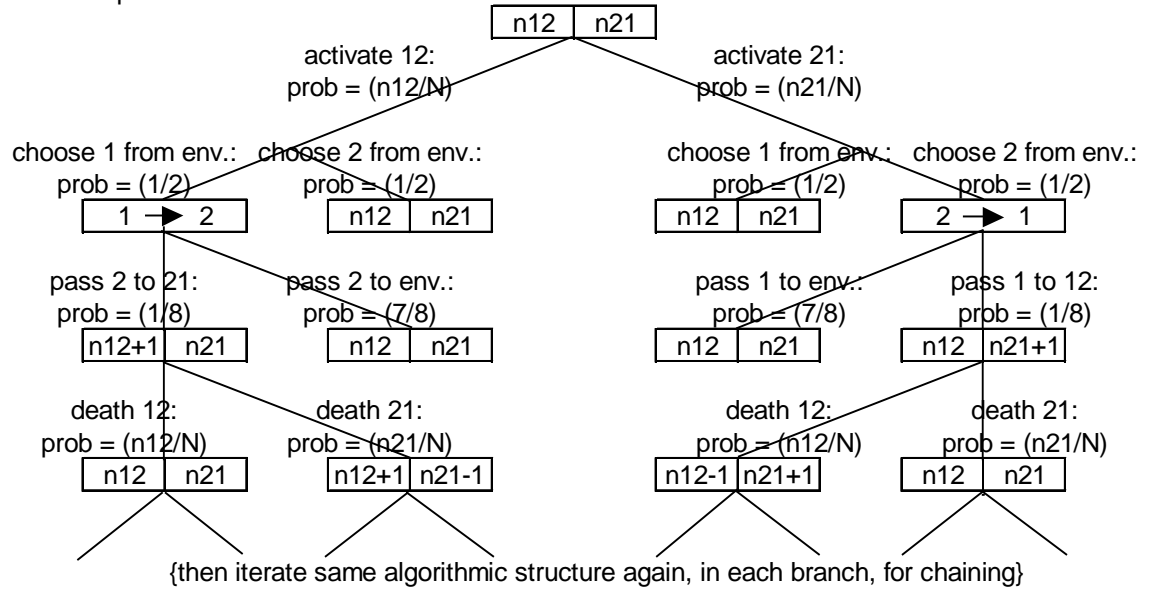 n12 n21
activate 12: activate 21:
prob = (n12/N) prob = (n21/N)
choose 1 from env.: choose 2 from env.: choose 1 from env.: choose 2 from env.:
prob = (1/2) prob = (1/2) prob = (1/2) prob = (1/2)
1 → 2 n12 n21 n12 n21 2 → 1
pass 2 to 21: pass 2 to env.: pass 1 to env.: pass 1 to 12:
prob = (1/8) prob = (7/8) prob = (7/8) prob = (1/8)
n12+1 n21 n12 n21 n12 n21 n12 n21+1
death 12: death 21: death 12: death 21:
prob = (n12/N) prob = (n21/N) prob = (n12/N) prob = (n21/N)
n12 n21 n12+1 n21-1 n12-1 n21+1 n12 n21
{then iterate same algorithmic structure again, in each branch, for chaining}